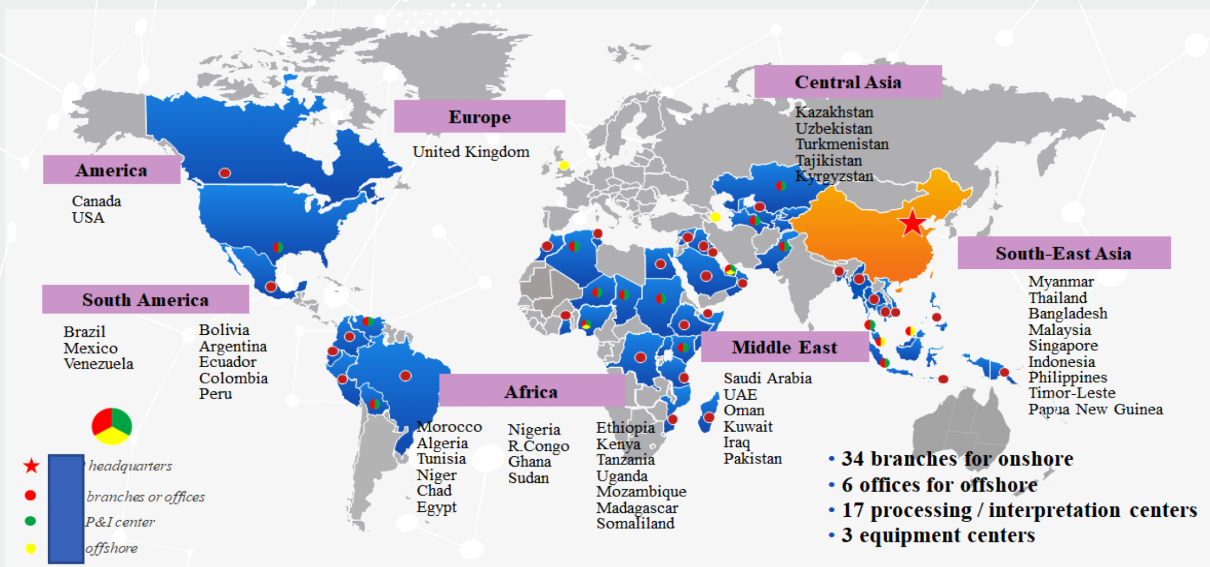 Central Asia
Kazakhstan
Uzbekistan
Turkmenistan
Tajikistan
Kyrgyzstan
Europe
United Kingdom
America
Canada
USA
South-East Asia
Myanmar
Thailand
Bangladesh
Malaysia
Singapore
Indonesia
Philippines
Timor-Leste
Papua New Guinea
South America
Brazil
Mexico
Venezuela
Bolivia
Argentina
Ecuador
Colombia
Peru
Middle East
Saudi Arabia
UAE
Oman
Kuwait
Iraq
Pakistan
Africa
Morocco
Algeria
Tunisia
Niger
Chad
Egypt
Nigeria
R.Congo
Ghana
Sudan
Ethiopia
Kenya
Tanzania
Uganda
Mozambique
Madagascar
Somaliland
headquarters
branches or offices
P&I center
offshore
• 34 branches for onshore
• 6 offices for offshore
• 17 processing / interpretation centers
• 3 equipment centers